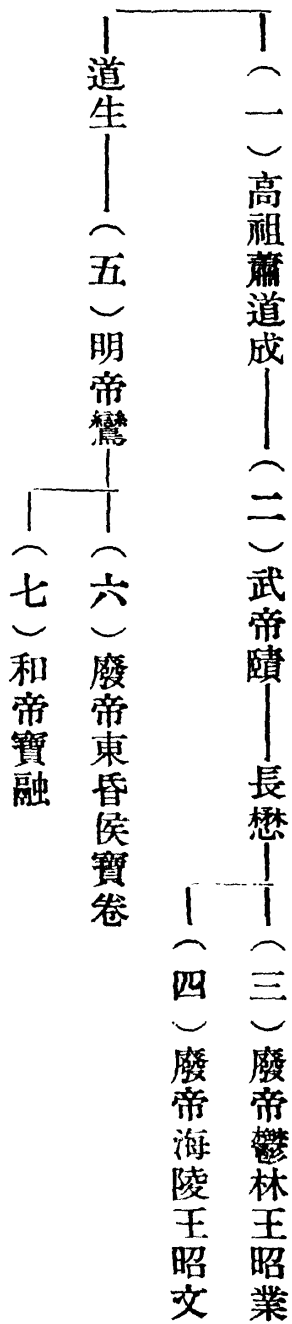 (一)高祖蕭道成
(二)武帝賾
長懋
(三)廢帝鬱林王昭業
(四)廢帝海陵王昭文
道生
(五)明帝鸞
(六)廢帝東昏侯寶卷
(七)和帝寶融